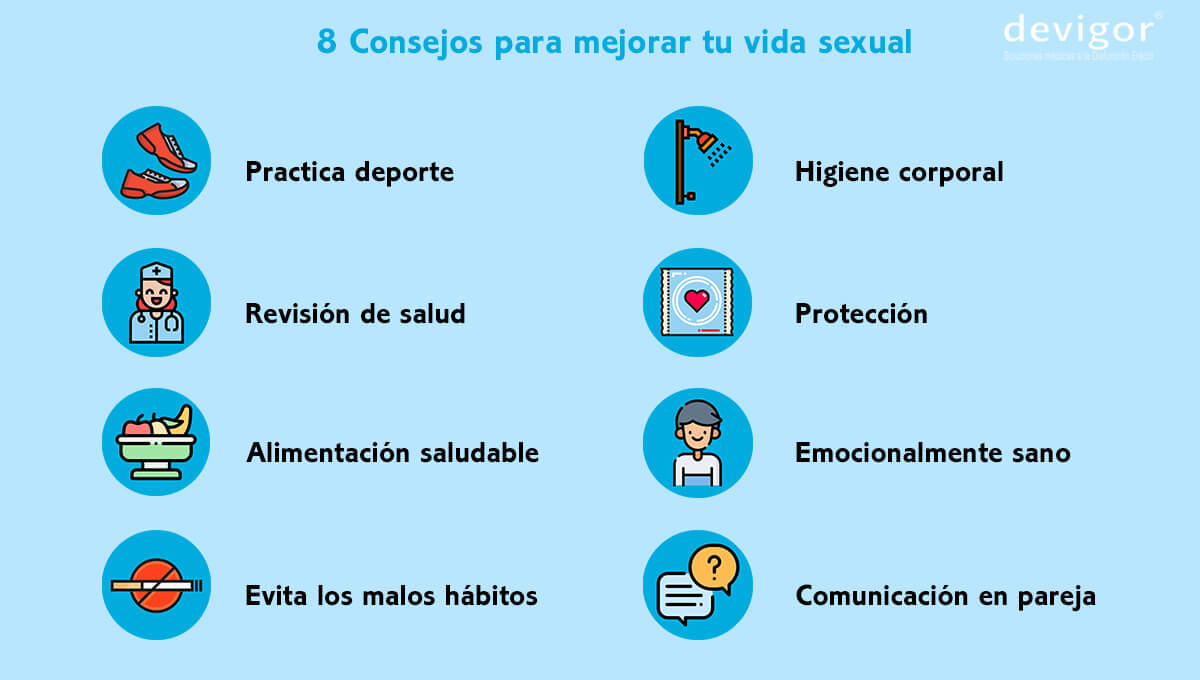 8 Consejos para mejorar tu vida sexual
devigor®
Soluciones médicas a la Disfunción Eréctil
Practica deporte
Higiene corporal
Revisión de salud
Protección
Alimentación saludable
Emocionalmente sano
Evita los malos hábitos
Comunicación en pareja
?